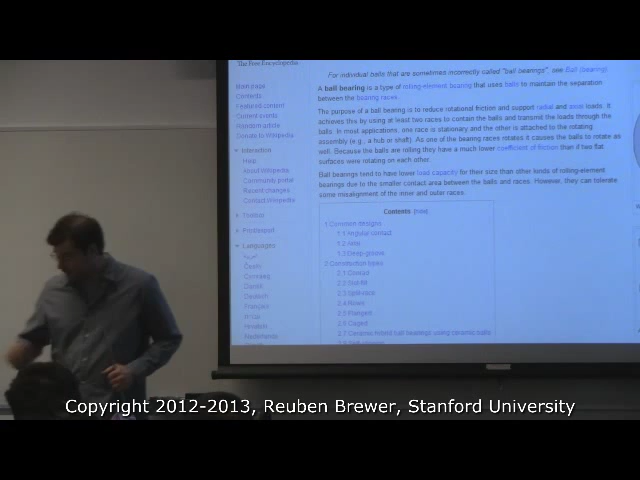 The Free Encyclopedia
Main page
Contents
Featured content
Current events
Random article
Donate to Wikipedia
Interaction
Help
About Wikipedia
Community portal
Recent changes
Contact Wikipedia
Toolbox
Print/export
Languages
Česky
Cymraeg
Dansk
Deutsch
Français
Hrvatski
Nederlands
For individual balls that are sometimes incorrectly called "ball bearings", see Ball (bearing).
A ball bearing is a type of rolling-element bearing that uses balls to maintain the separation
between the bearing races.
The purpose of a ball bearing is to reduce rotational friction and support radial and axial loads. It
achieves this by using at least two races to contain the balls and transmit the loads through the
balls. In most applications, one race is stationary and the other is attached to the rotating
assembly (e.g., a hub or shaft). As one of the bearing races rotates it causes the balls to rotate as
well. Because the balls are rolling they have a much lower coefficient of friction than if two flat
surfaces were rotating on each other.
Ball bearings tend to have lower load capacity for their size than other kinds of rolling-element
bearings due to the smaller contact area between the balls and races. However, they can tolerate
some misalignment of the inner and outer races.
Contents [hide]
1 Common designs
1.1 Angular contact
1.2 Axial
1.3 Deep-groove
2 Construction types
2.1 Conrad
2.2 Slot-fill
2.3 Split-race
2.4 Rows
2.5 Flanged
2.6 Caged
2.7 Ceramic hybrid ball bearings using ceramic balls
Copyright 2012-2013, Reuben Brewer, Stanford University